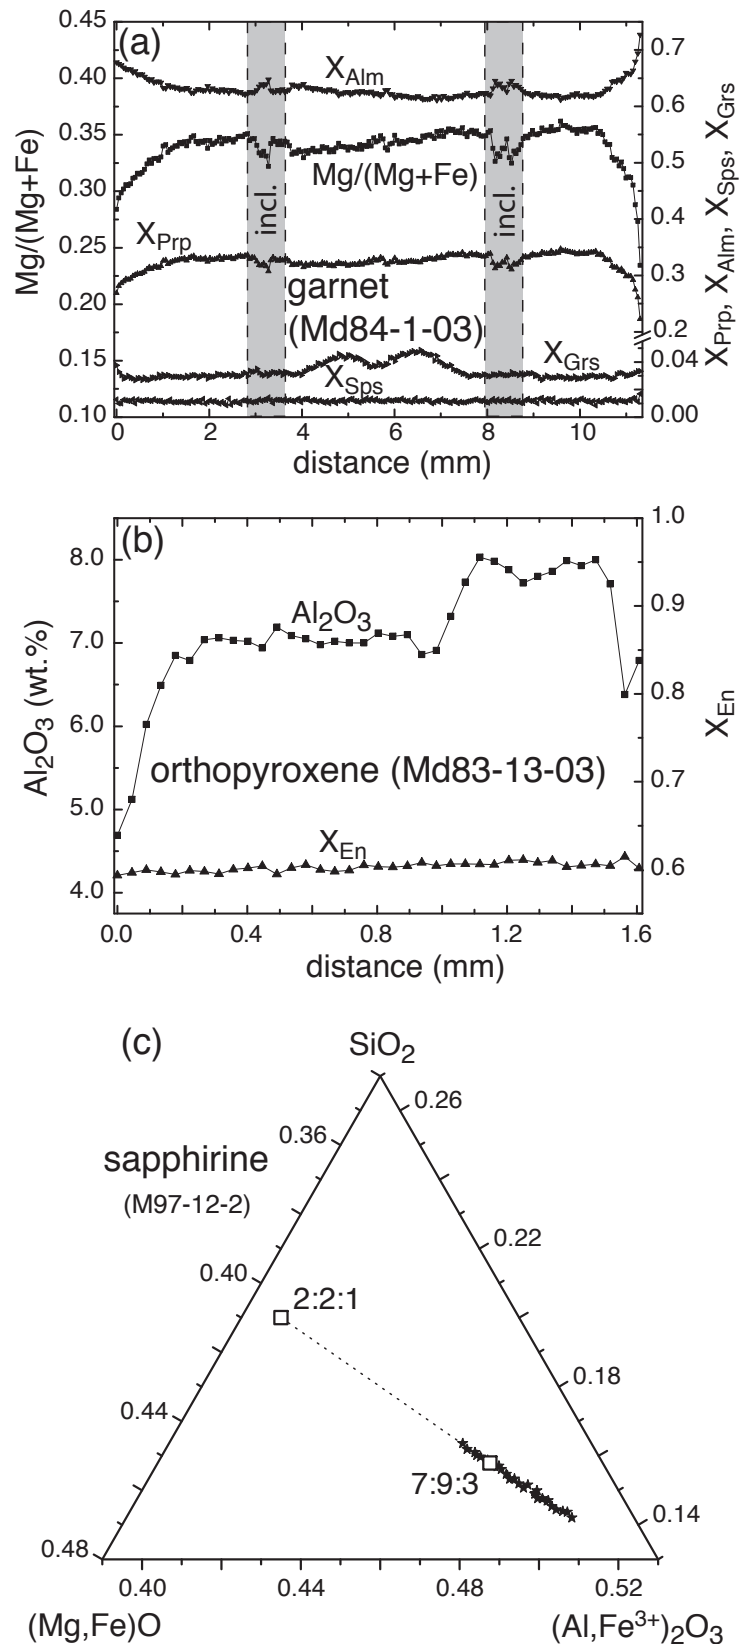 (a)
0.45
0.40
0.35
0.30
0.25
0.20
0.15
0.10
Mg/(Mg+Fe)
X_Alm
Mg/(Mg+Fe)
X_Prp
incl.
incl.
garnet
(Md84-1-03)
X_Grs
X_Sps
0.7
0.6
0.5
0.4
0.3
0.2
0.04
0.00
X_Prp, X_Alm, X_Sps, X_Grs
0 2 4 6 8 10
distance (mm)
(b)
8.0
7.0
6.0
5.0
4.0
Al₂O₃ (wt.%)
Al₂O₃
orthopyroxene (Md83-13-03)
X_En
1.0
0.9
0.8
0.7
0.6
X_En
0.0 0.4 0.8 1.2 1.6
distance (mm)
(c)
SiO₂
0.26
0.36
sapphirine
(M97-12-2)
0.22
0.40
2:2:1
0.18
0.44
7:9:3
0.14
0.48
0.40 0.44 0.48 0.52
(Mg,Fe)O (Al,Fe³⁺)₂O₃